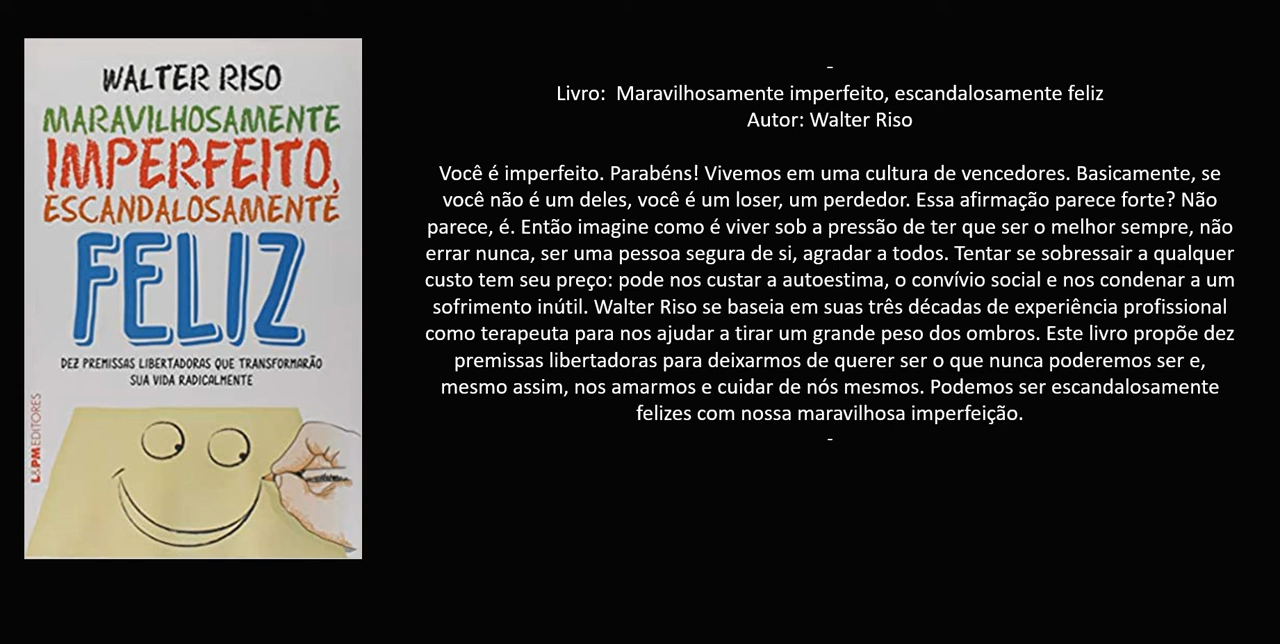 WALTER RISO
MARAVILHOSAMENTE
IMPERFEITO,
ESCANDALOSAMENTE
FELIZ
DEZ PREMISSAS LIBERTADORAS QUE TRANSFORMARÃO
SUA VIDA RADICALMENTE
L&PM EDITORES
-
Livro:  Maravilhosamente imperfeito, escandalosamente feliz
Autor: Walter Riso
Você é imperfeito. Parabéns! Vivemos em uma cultura de vencedores. Basicamente, se
você não é um deles, você é um loser, um perdedor. Essa afirmação parece forte? Não
parece, é. Então imagine como é viver sob a pressão de ter que ser o melhor sempre, não
errar nunca, ser uma pessoa segura de si, agradar a todos. Tentar se sobressair a qualquer
custo tem seu preço: pode nos custar a autoestima, o convívio social e nos condenar a um
sofrimento inútil. Walter Riso se baseia em suas três décadas de experiência profissional
como terapeuta para nos ajudar a tirar um grande peso dos ombros. Este livro propõe dez
premissas libertadoras para deixarmos de querer ser o que nunca poderemos ser e,
mesmo assim, nos amarmos e cuidar de nós mesmos. Podemos ser escandalosamente
felizes com nossa maravilhosa imperfeição.
-